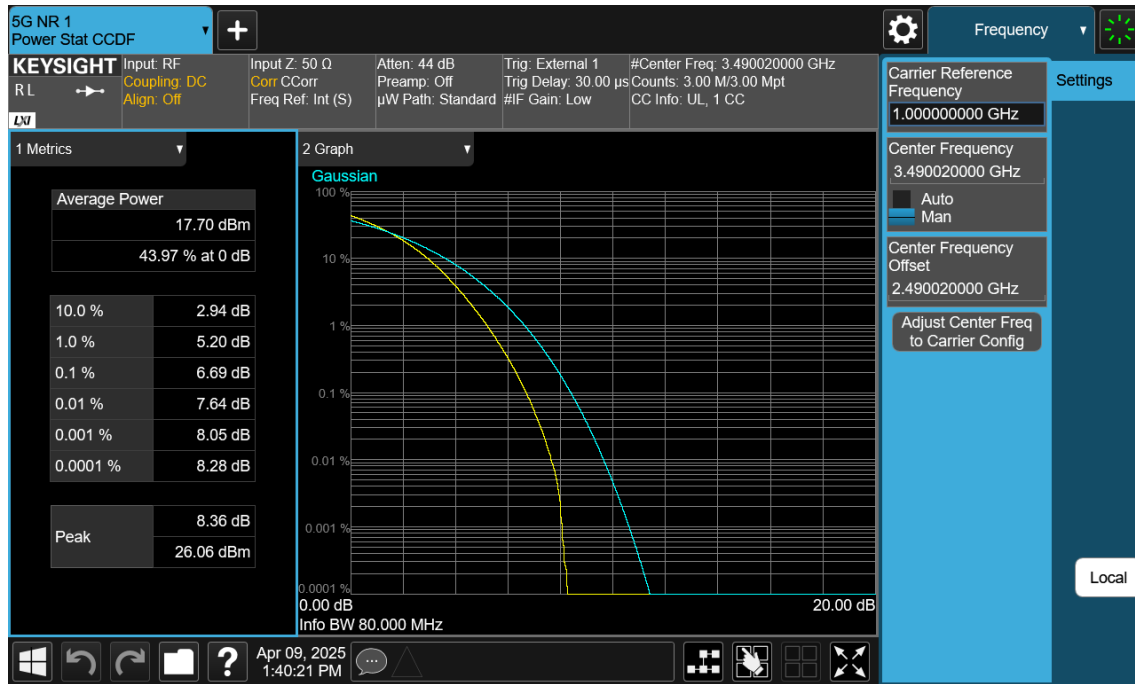 5G NR 1
Power Stat CCDF
+
Frequency
KEYSIGHT
R L
LXI
Input: RF
Coupling: DC
Align: Off
Input Z: 50 Ω
Corr CCorr
Freq Ref: Int (S)
Atten: 44 dB
Preamp: Off
µW Path: Standard
Trig: External 1
Trig Delay: 30.00 µs
#IF Gain: Low
#Center Freq: 3.490020000 GHz
Counts: 3.00 M/3.00 Mpt
CC Info: UL, 1 CC
1 Metrics
Average Power
17.70 dBm
43.97 % at 0 dB
10.0 % 2.94 dB
1.0 % 5.20 dB
0.1 % 6.69 dB
0.01 % 7.64 dB
0.001 % 8.05 dB
0.0001 % 8.28 dB
Peak
8.36 dB
26.06 dBm
2 Graph
Gaussian
100 %
10 %
1 %
0.1 %
0.01 %
0.001 %
0.0001 %
0.00 dB 20.00 dB
Info BW 80.000 MHz
Carrier Reference
Frequency
1.000000000 GHz
Center Frequency
3.490020000 GHz
Auto
Man
Center Frequency
Offset
2.490020000 GHz
Adjust Center Freq
to Carrier Config
Settings
Local
?
Apr 09, 2025
1:40:21 PM